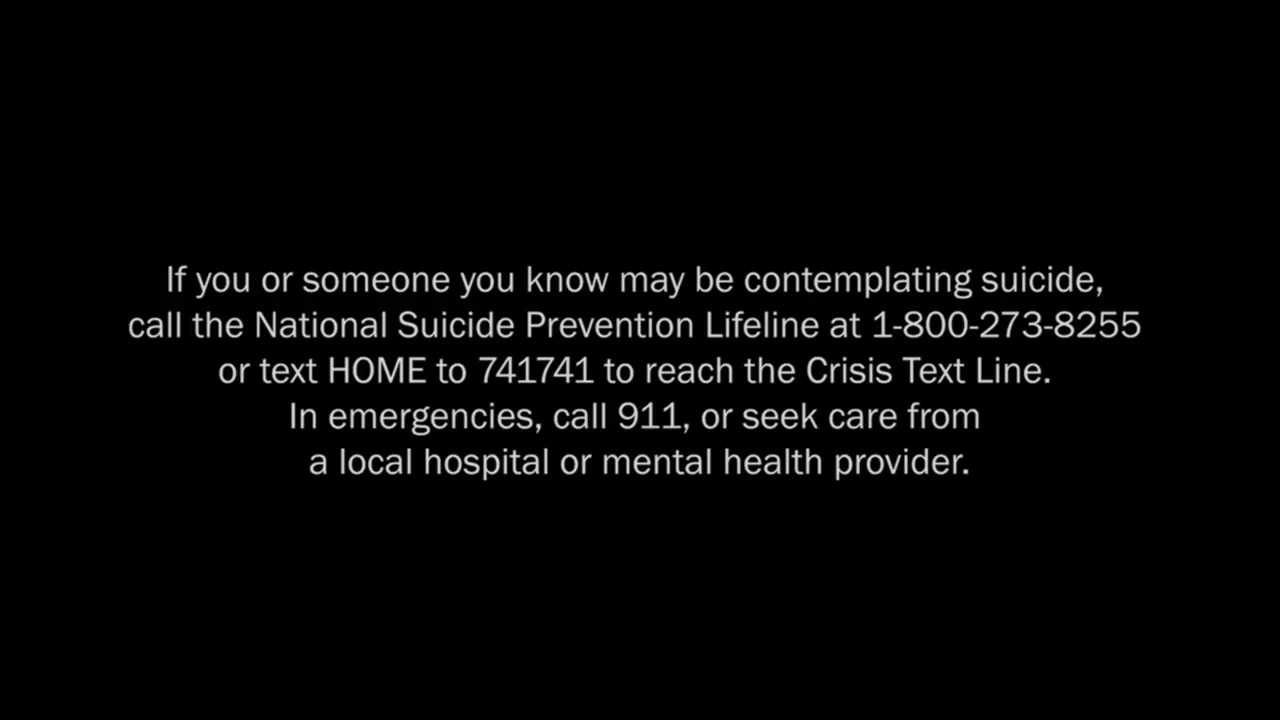 If you or someone you know may be contemplating suicide,
call the National Suicide Prevention Lifeline at 1-800-273-8255
or text HOME to 741741 to reach the Crisis Text Line.
In emergencies, call 911, or seek care from
a local hospital or mental health provider.